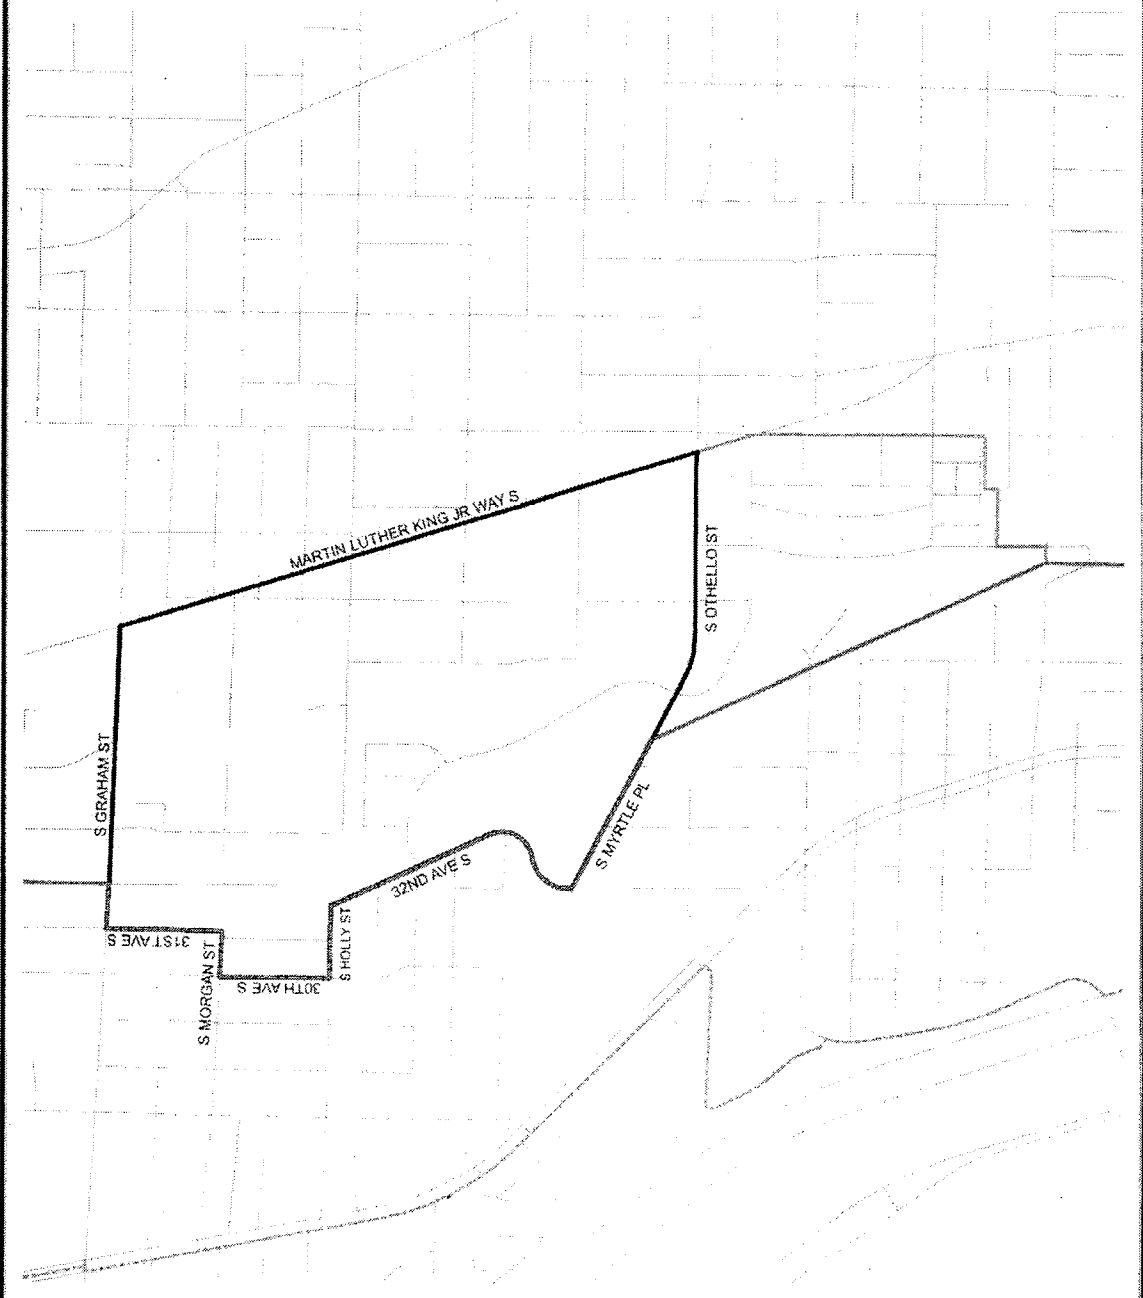 MARTIN LUTHER KING JR WAY S
S OTHELLO ST
S GRAHAM ST
S MYRTLE PL
32ND AVE S
31ST AVE S
S HOLLY ST
S MORGAN ST
30TH AVE S